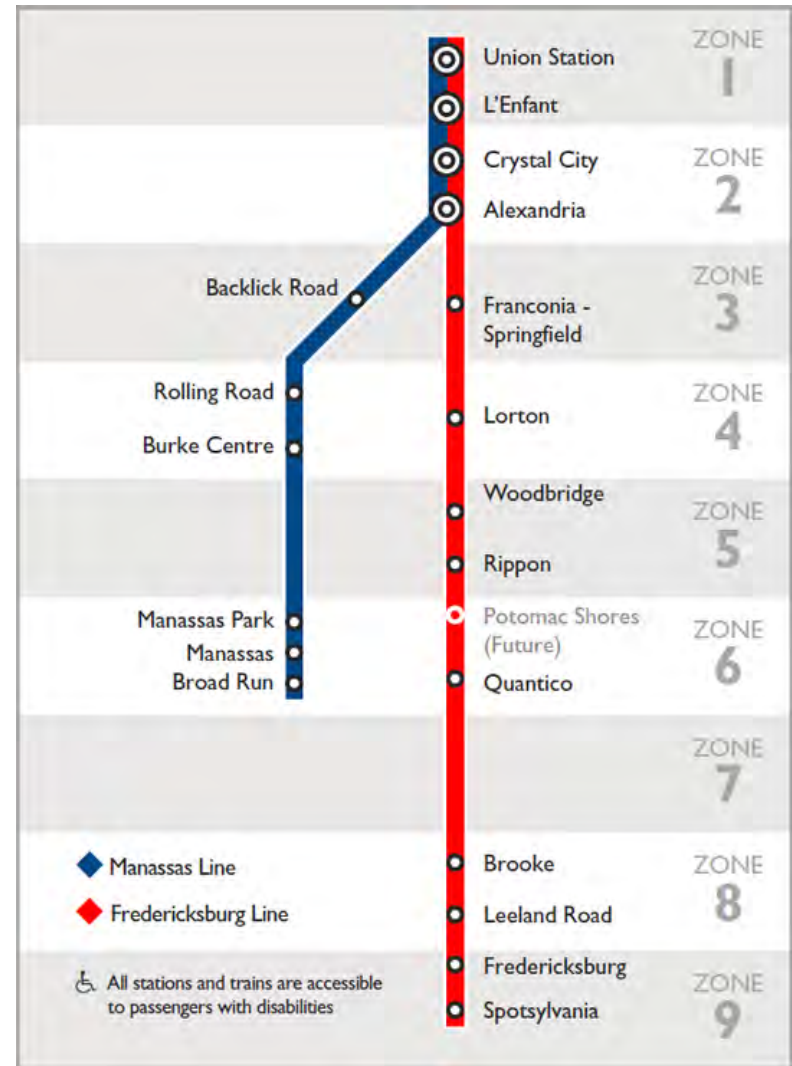 Union Station
ZONE
1
L'Enfant
Crystal City
ZONE
2
Alexandria
Backlick Road
Franconia -
Springfield
ZONE
3
Rolling Road
Lorton
ZONE
4
Burke Centre
Woodbridge
ZONE
5
Rippon
Manassas Park
Potomac Shores
(Future)
ZONE
6
Manassas
Broad Run
Quantico
ZONE
7
Manassas Line
Brooke
ZONE
8
Fredericksburg Line
Leeland Road
All stations and trains are accessible
to passengers with disabilities
Fredericksburg
ZONE
9
Spotsylvania